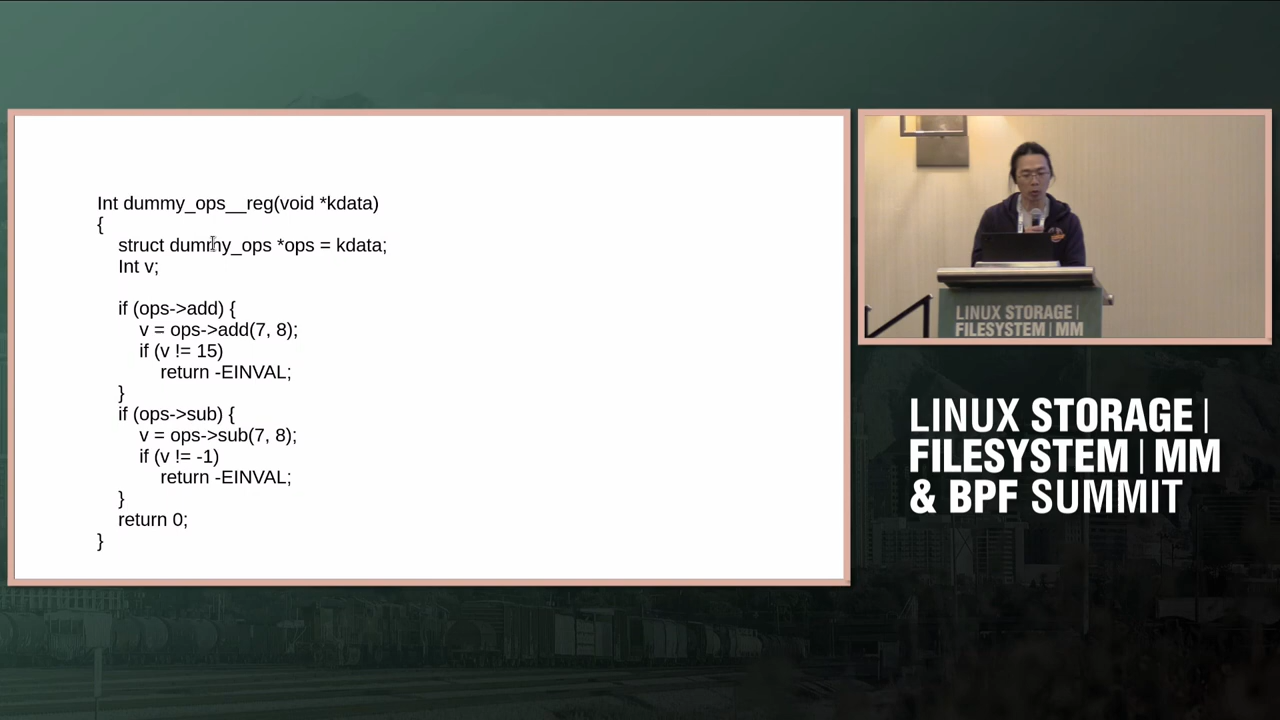 Int dummy_ops__reg(void *kdata)
{
struct dummy_ops *ops = kdata;
Int v;
if (ops->add) {
v = ops->add(7, 8);
if (v != 15)
return -EINVAL;
}
if (ops->sub) {
v = ops->sub(7, 8);
if (v != -1)
return -EINVAL;
}
return 0;
}
LINUX STORAGE|
FILESYSTEM|MM
LINUX STORAGE|
FILESYSTEM|MM
& BPF SUMMIT